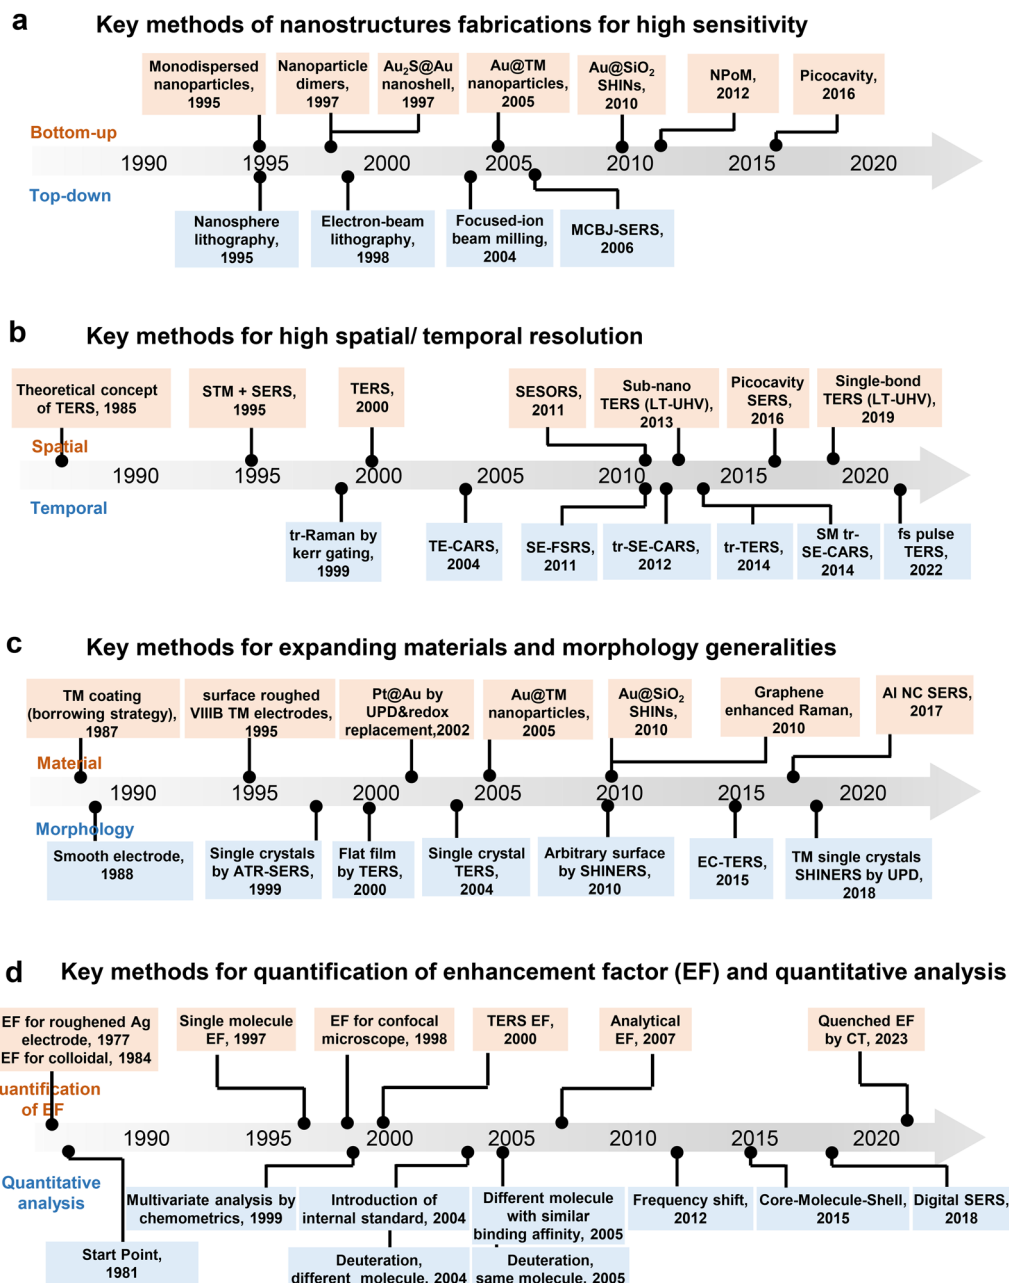 a
Key methods of nanostructures fabrications for high sensitivity
Monodispersed
nanoparticles,
1995
Nanoparticle
dimers,
1997
Au₂S@Au
nanoshell,
1997
Au@TM
nanoparticles,
2005
Au@SiO₂
SHINs,
2010
NPoM,
2012
Picocavity,
2016
Bottom-up
1990 1995 2000 2005 2010 2015 2020
Top-down
Nanosphere
lithography,
1995
Electron-beam
lithography,
1998
Focused-ion
beam milling,
2004
MCBJ-SERS,
2006
b
Key methods for high spatial/ temporal resolution
Theoretical concept
of TERS, 1985
STM + SERS,
1995
TERS,
2000
SESORS,
2011
Sub-nano
TERS (LT-UHV),
2013
Picocavity
SERS,
2016
Single-bond
TERS (LT-UHV),
2019
Spatial
1990 1995 2000 2005 2010 2015 2020
Temporal
tr-Raman by
kerr gating,
1999
TE-CARS,
2004
SE-FSRS,
2011
tr-SE-CARS,
2012
tr-TERS,
2014
SM tr-
SE-CARS,
2014
fs pulse
TERS,
2022
c
Key methods for expanding materials and morphology generalities
TM coating
(borrowing strategy),
1987
surface roughed
VIIIB TM electrodes,
1995
Pt@Au by
UPD&redox
replacement,2002
Au@TM
nanoparticles,
2005
Au@SiO₂
SHINs,
2010
Graphene
enhanced Raman,
2010
Al NC SERS,
2017
Material
1990 1995 2000 2005 2010 2015 2020
Morphology
Smooth electrode,
1988
Single crystals
by ATR-SERS,
1999
Flat film
by TERS,
2000
Single crystal
TERS,
2004
Arbitrary surface
by SHINERS,
2010
EC-TERS,
2015
TM single crystals
SHINERS by UPD,
2018
d
Key methods for quantification of enhancement factor (EF) and quantitative analysis
EF for roughened Ag
electrode, 1977
EF for colloidal, 1984
Single molecule
EF, 1997
EF for confocal
microscope, 1998
TERS EF,
2000
Analytical
EF, 2007
Quenched EF
by CT, 2023
uantification
of EF
1990 1995 2000 2005 2010 2015 2020
Quantitative
analysis
Start Point,
1981
Multivariate analysis by
chemometrics, 1999
Introduction of
internal standard, 2004
Deuteration,
different molecule, 2004
Different molecule
with similar
binding affinity, 2005
Deuteration,
same molecule, 2005
Frequency shift,
2012
Core-Molecule-Shell,
2015
Digital SERS,
2018